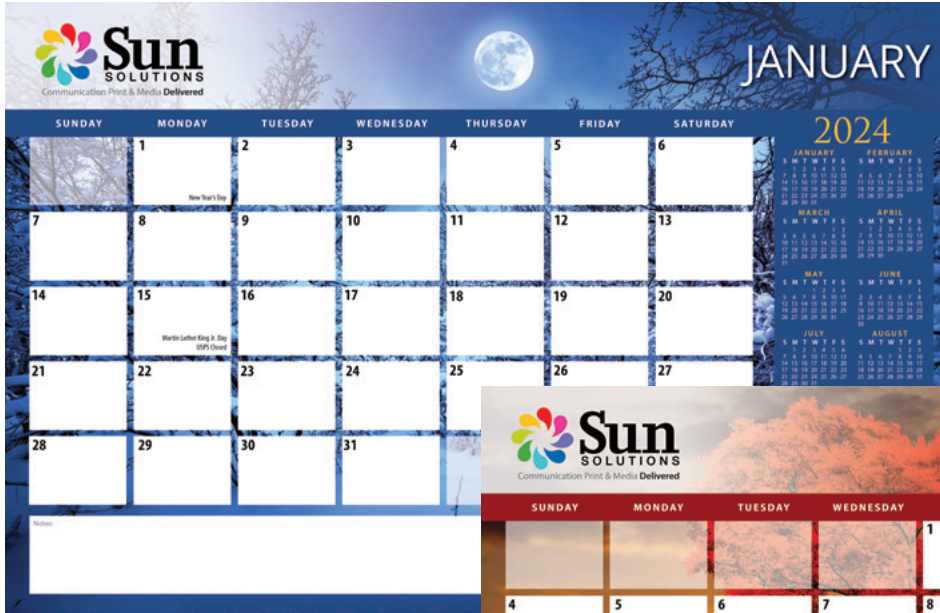 Sun
SOLUTIONS
Communication Print & Media Delivered
JANUARY
SUNDAY MONDAY TUESDAY WEDNESDAY THURSDAY FRIDAY SATURDAY
1 2 3 4 5 6
New Year's Day
7 8 9 10 11 12 13
14 15 16 17 18 19 20
Martin Luther King Jr. Day
USPS Closed
21 22 23 24 25 26 27
28 29 30 31
Notes:
2024
JANUARY FEBRUARY
S M T W T F S S M T W T F S
MARCH APRIL
S M T W T F S S M T W T F S
MAY JUNE
S M T W T F S S M T W T F S
JULY AUGUST
S M T W T F S S M T W T F S
Sun
SOLUTIONS
Communication Print & Media Delivered
SUNDAY MONDAY TUESDAY WEDNESDAY
1
4 5 6 7 8